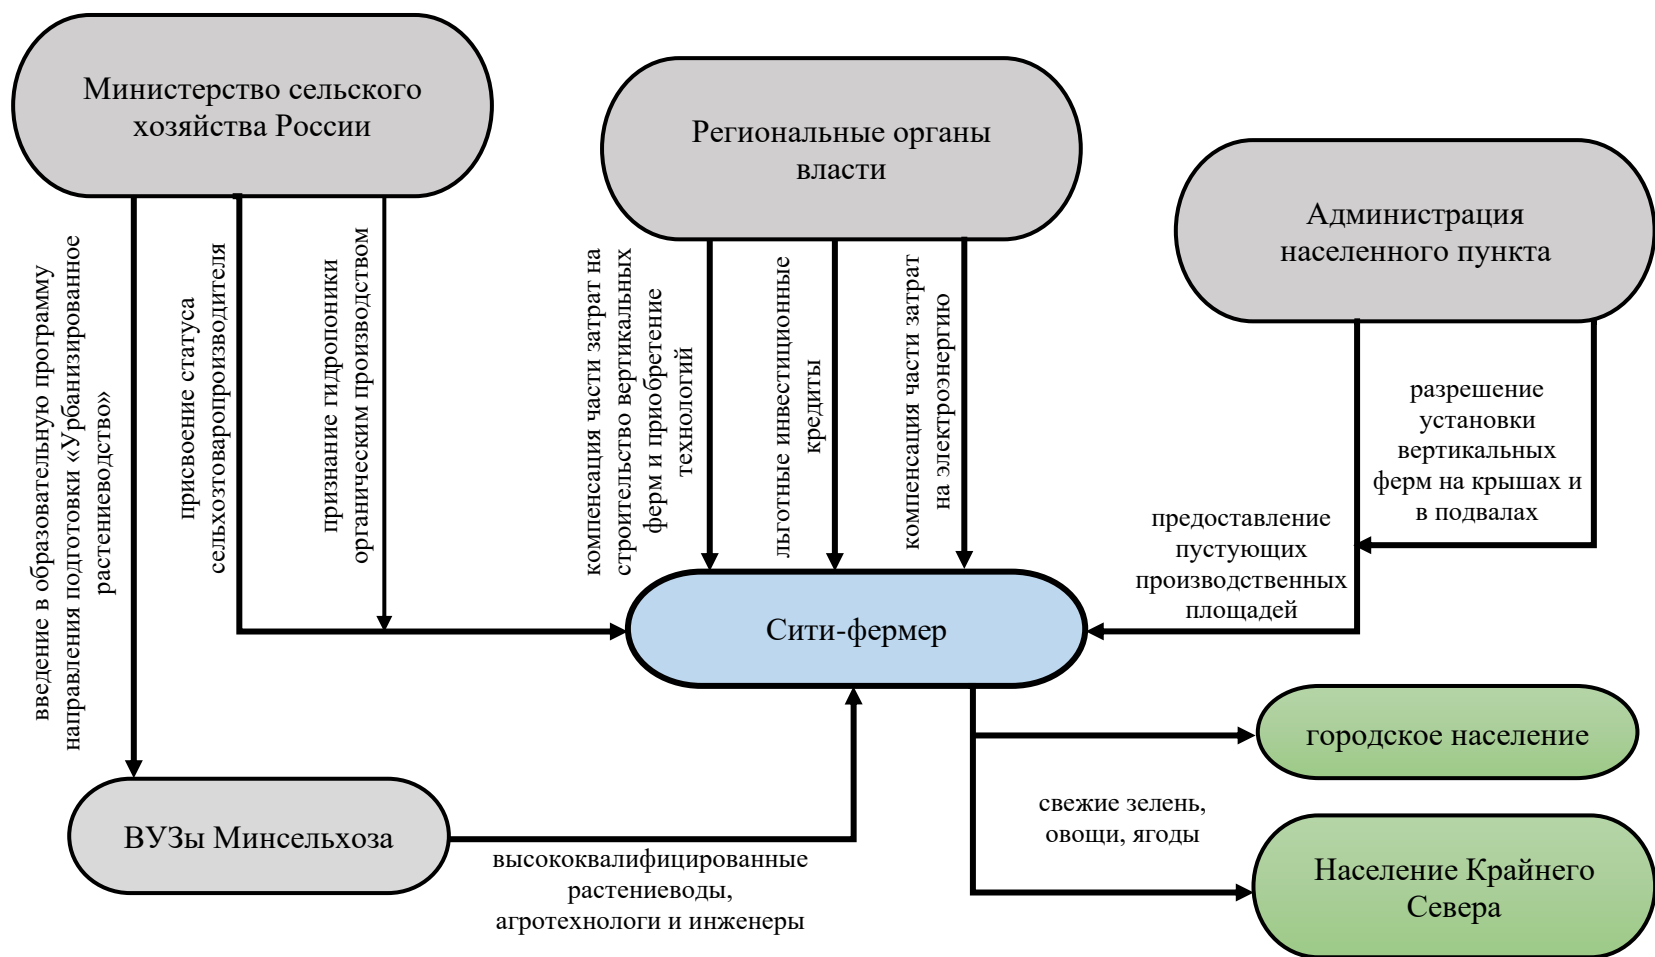 Министерство сельского
хозяйства России
Региональные органы
власти
Администрация
населенного пункта
введение в образовательную программу
направления подготовки «Урбанизированное
растениеводство»
присвоение статуса
сельхозтоваропроизводителя
признание гидропоники
органическим производством
компенсация части затрат на
строительство вертикальных
ферм и приобретение
технологий
льготные инвестиционные
кредиты
компенсация части затрат
на электроэнергию
разрешение
установки
вертикальных
ферм на крышах и
в подвалах
предоставление
пустующих
производственных
площадей
Сити-фермер
городское население
свежие зелень,
овощи, ягоды
ВУЗы Минсельхоза
высококвалифицированные
растениеводы,
агротехнологи и инженеры
Население Крайнего
Севера